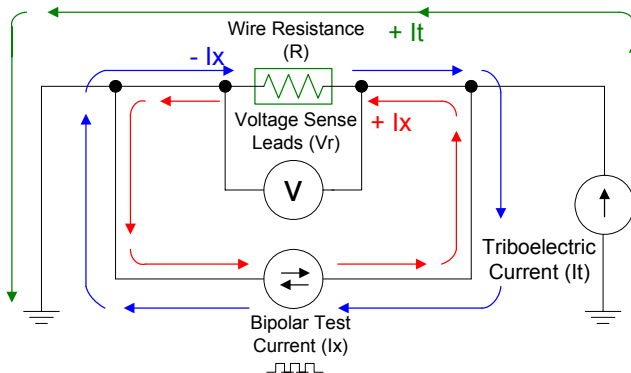 + It
Wire Resistance
(R)
- Ix
Voltage Sense
Leads (Vr)
+ Ix
V
Triboelectric
Current (It)
Bipolar Test
Current (Ix)